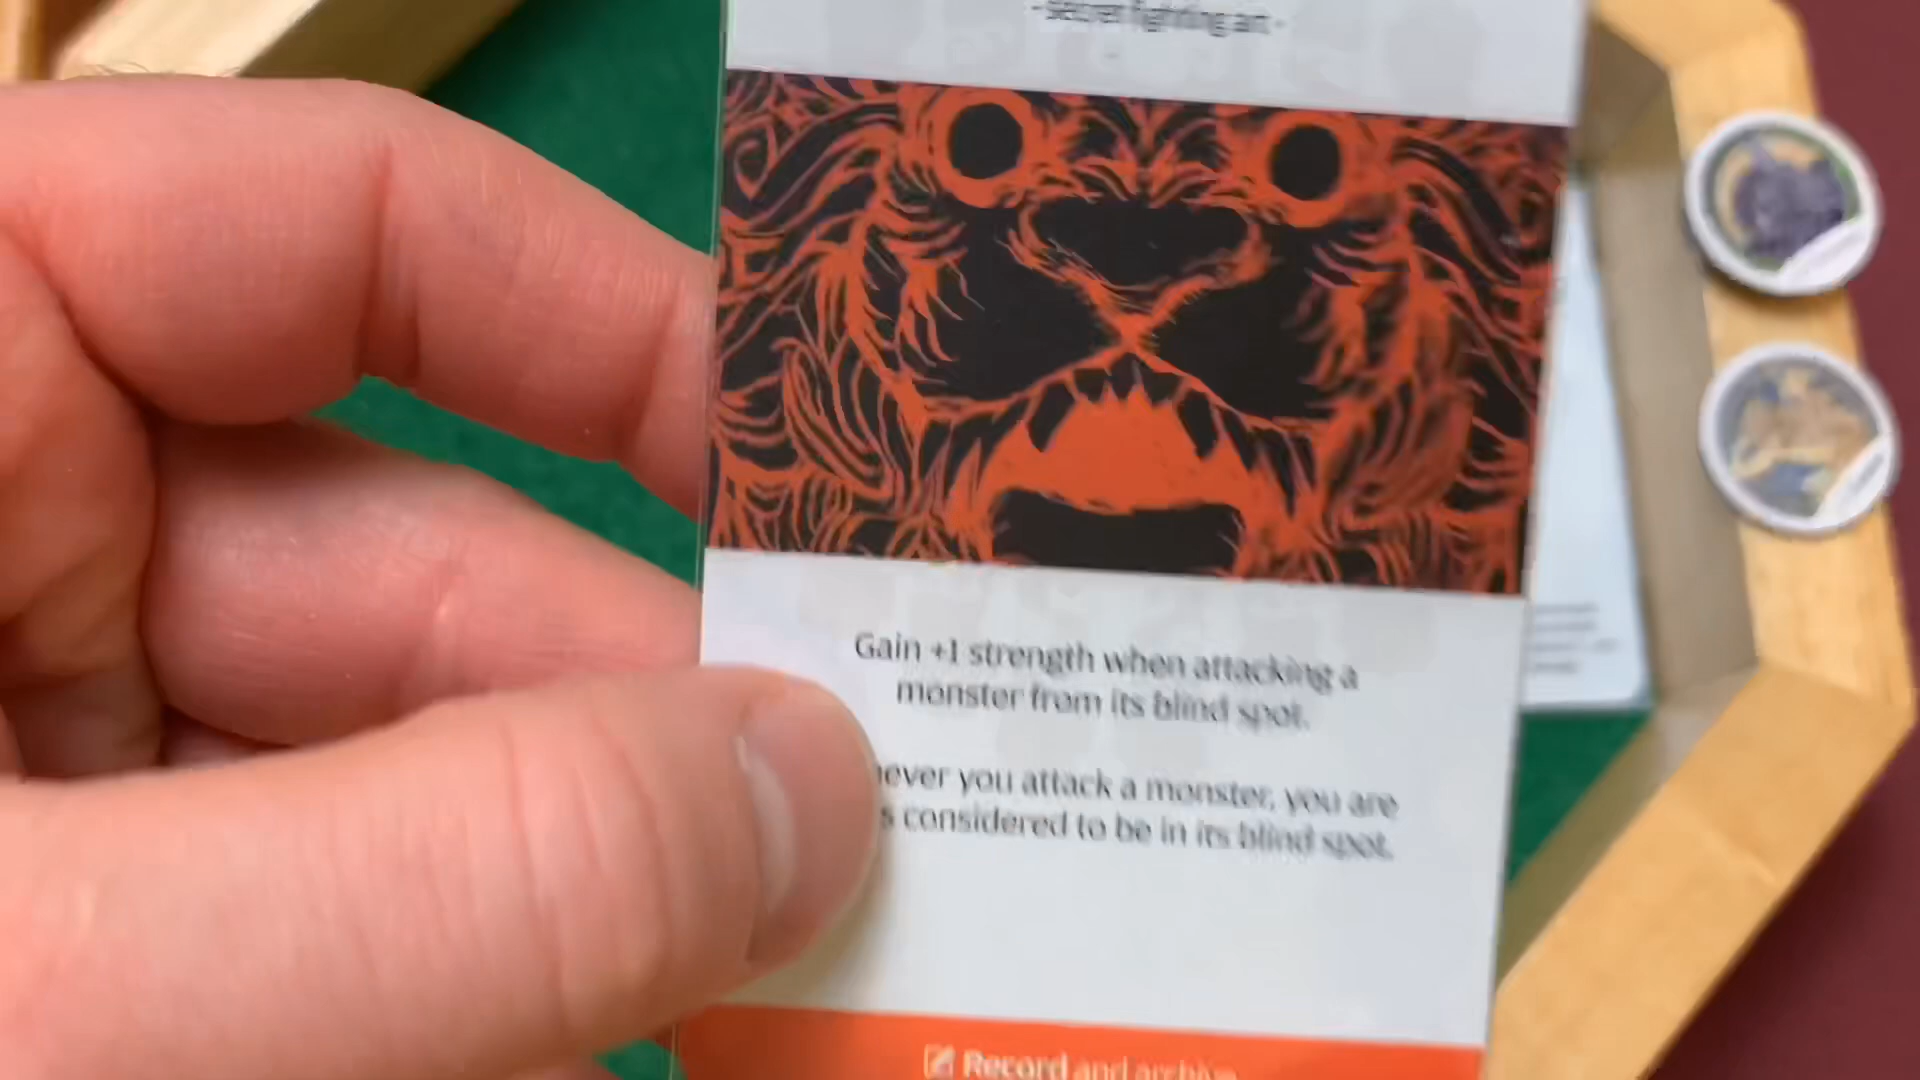 - secret fighting art -
Gain +1 strength when attacking a
monster from its blind spot.
never you attack a monster, you are
s considered to be in its blind spot.
Record and archive